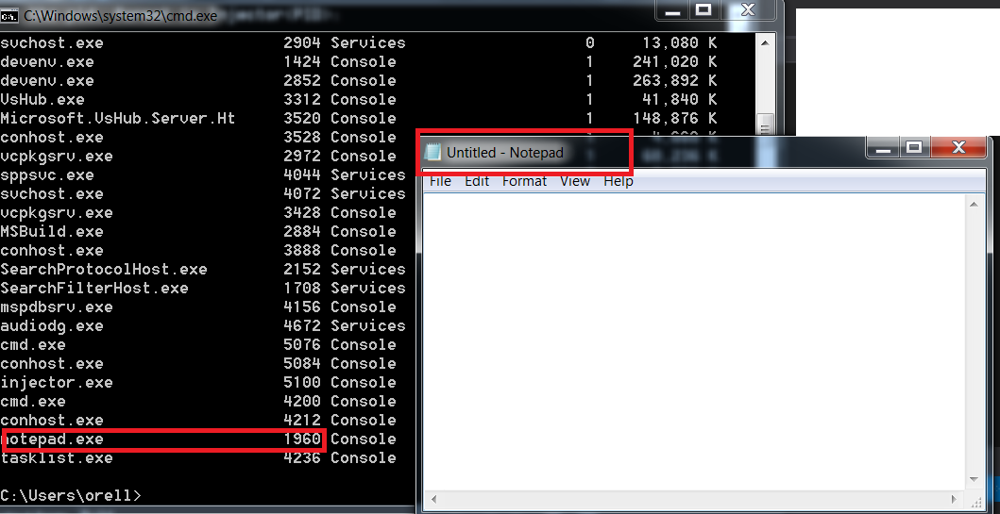 C:\Windows\system32\cmd.exe
svchost.exe 2904 Services 0 13,080 K
devenv.exe 1424 Console 1 241,020 K
devenv.exe 2852 Console 1 263,892 K
VsHub.exe 3312 Console 1 41,840 K
Microsoft.VsHub.Server.Ht 3520 Console 1 148,876 K
conhost.exe 3528 Console
vcpkgsrv.exe 2972 Console 1 60,236 K
sppsvc.exe 4044 Services
svchost.exe 4072 Services
vcpkgsrv.exe 3428 Console
MSBuild.exe 2884 Console
conhost.exe 3888 Console
SearchProtocolHost.exe 2152 Services
SearchFilterHost.exe 1708 Services
mspdbsrv.exe 4156 Console
audiodg.exe 4672 Services
cmd.exe 5076 Console
conhost.exe 5084 Console
injector.exe 5100 Console
cmd.exe 4200 Console
conhost.exe 4212 Console
notepad.exe 1960 Console
tasklist.exe 4236 Console
C:\Users\orell>
Untitled - Notepad
File Edit Format View Help